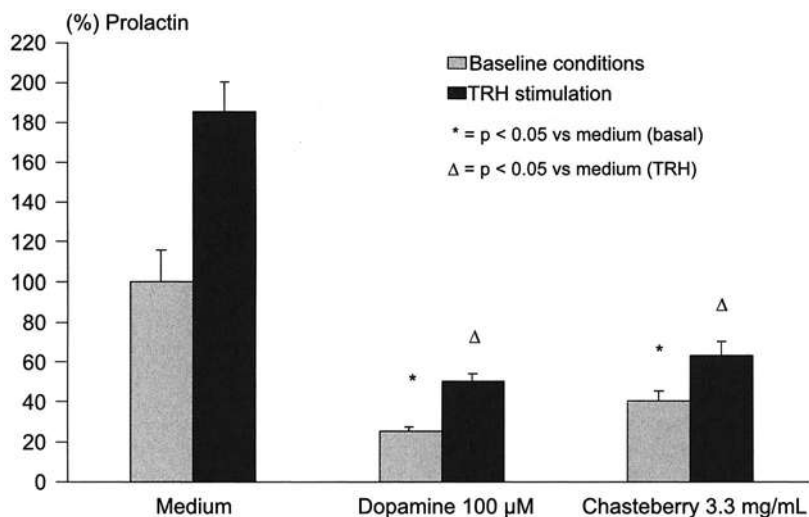 (%) Prolactin
220
200
180
160
140
120
100
80
60
40
20
0
Baseline conditions
TRH stimulation
* = p < 0.05 vs medium (basal)
Δ = p < 0.05 vs medium (TRH)
* Δ
* Δ
Medium Dopamine 100 µM Chasteberry 3.3 mg/mL